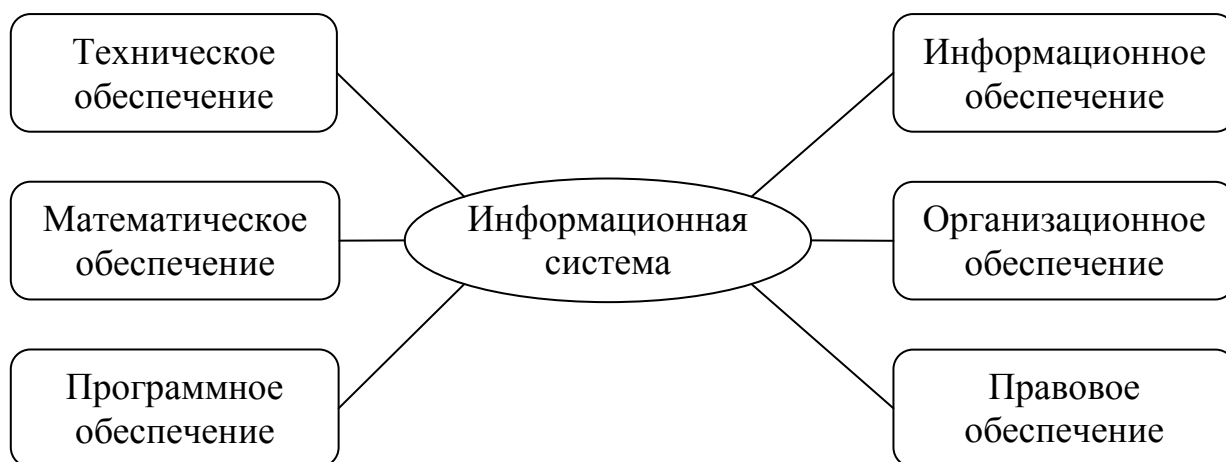 Техническое
обеспечение
Математическое
обеспечение
Программное
обеспечение
Информационная
система
Информационное
обеспечение
Организационное
обеспечение
Правовое
обеспечение